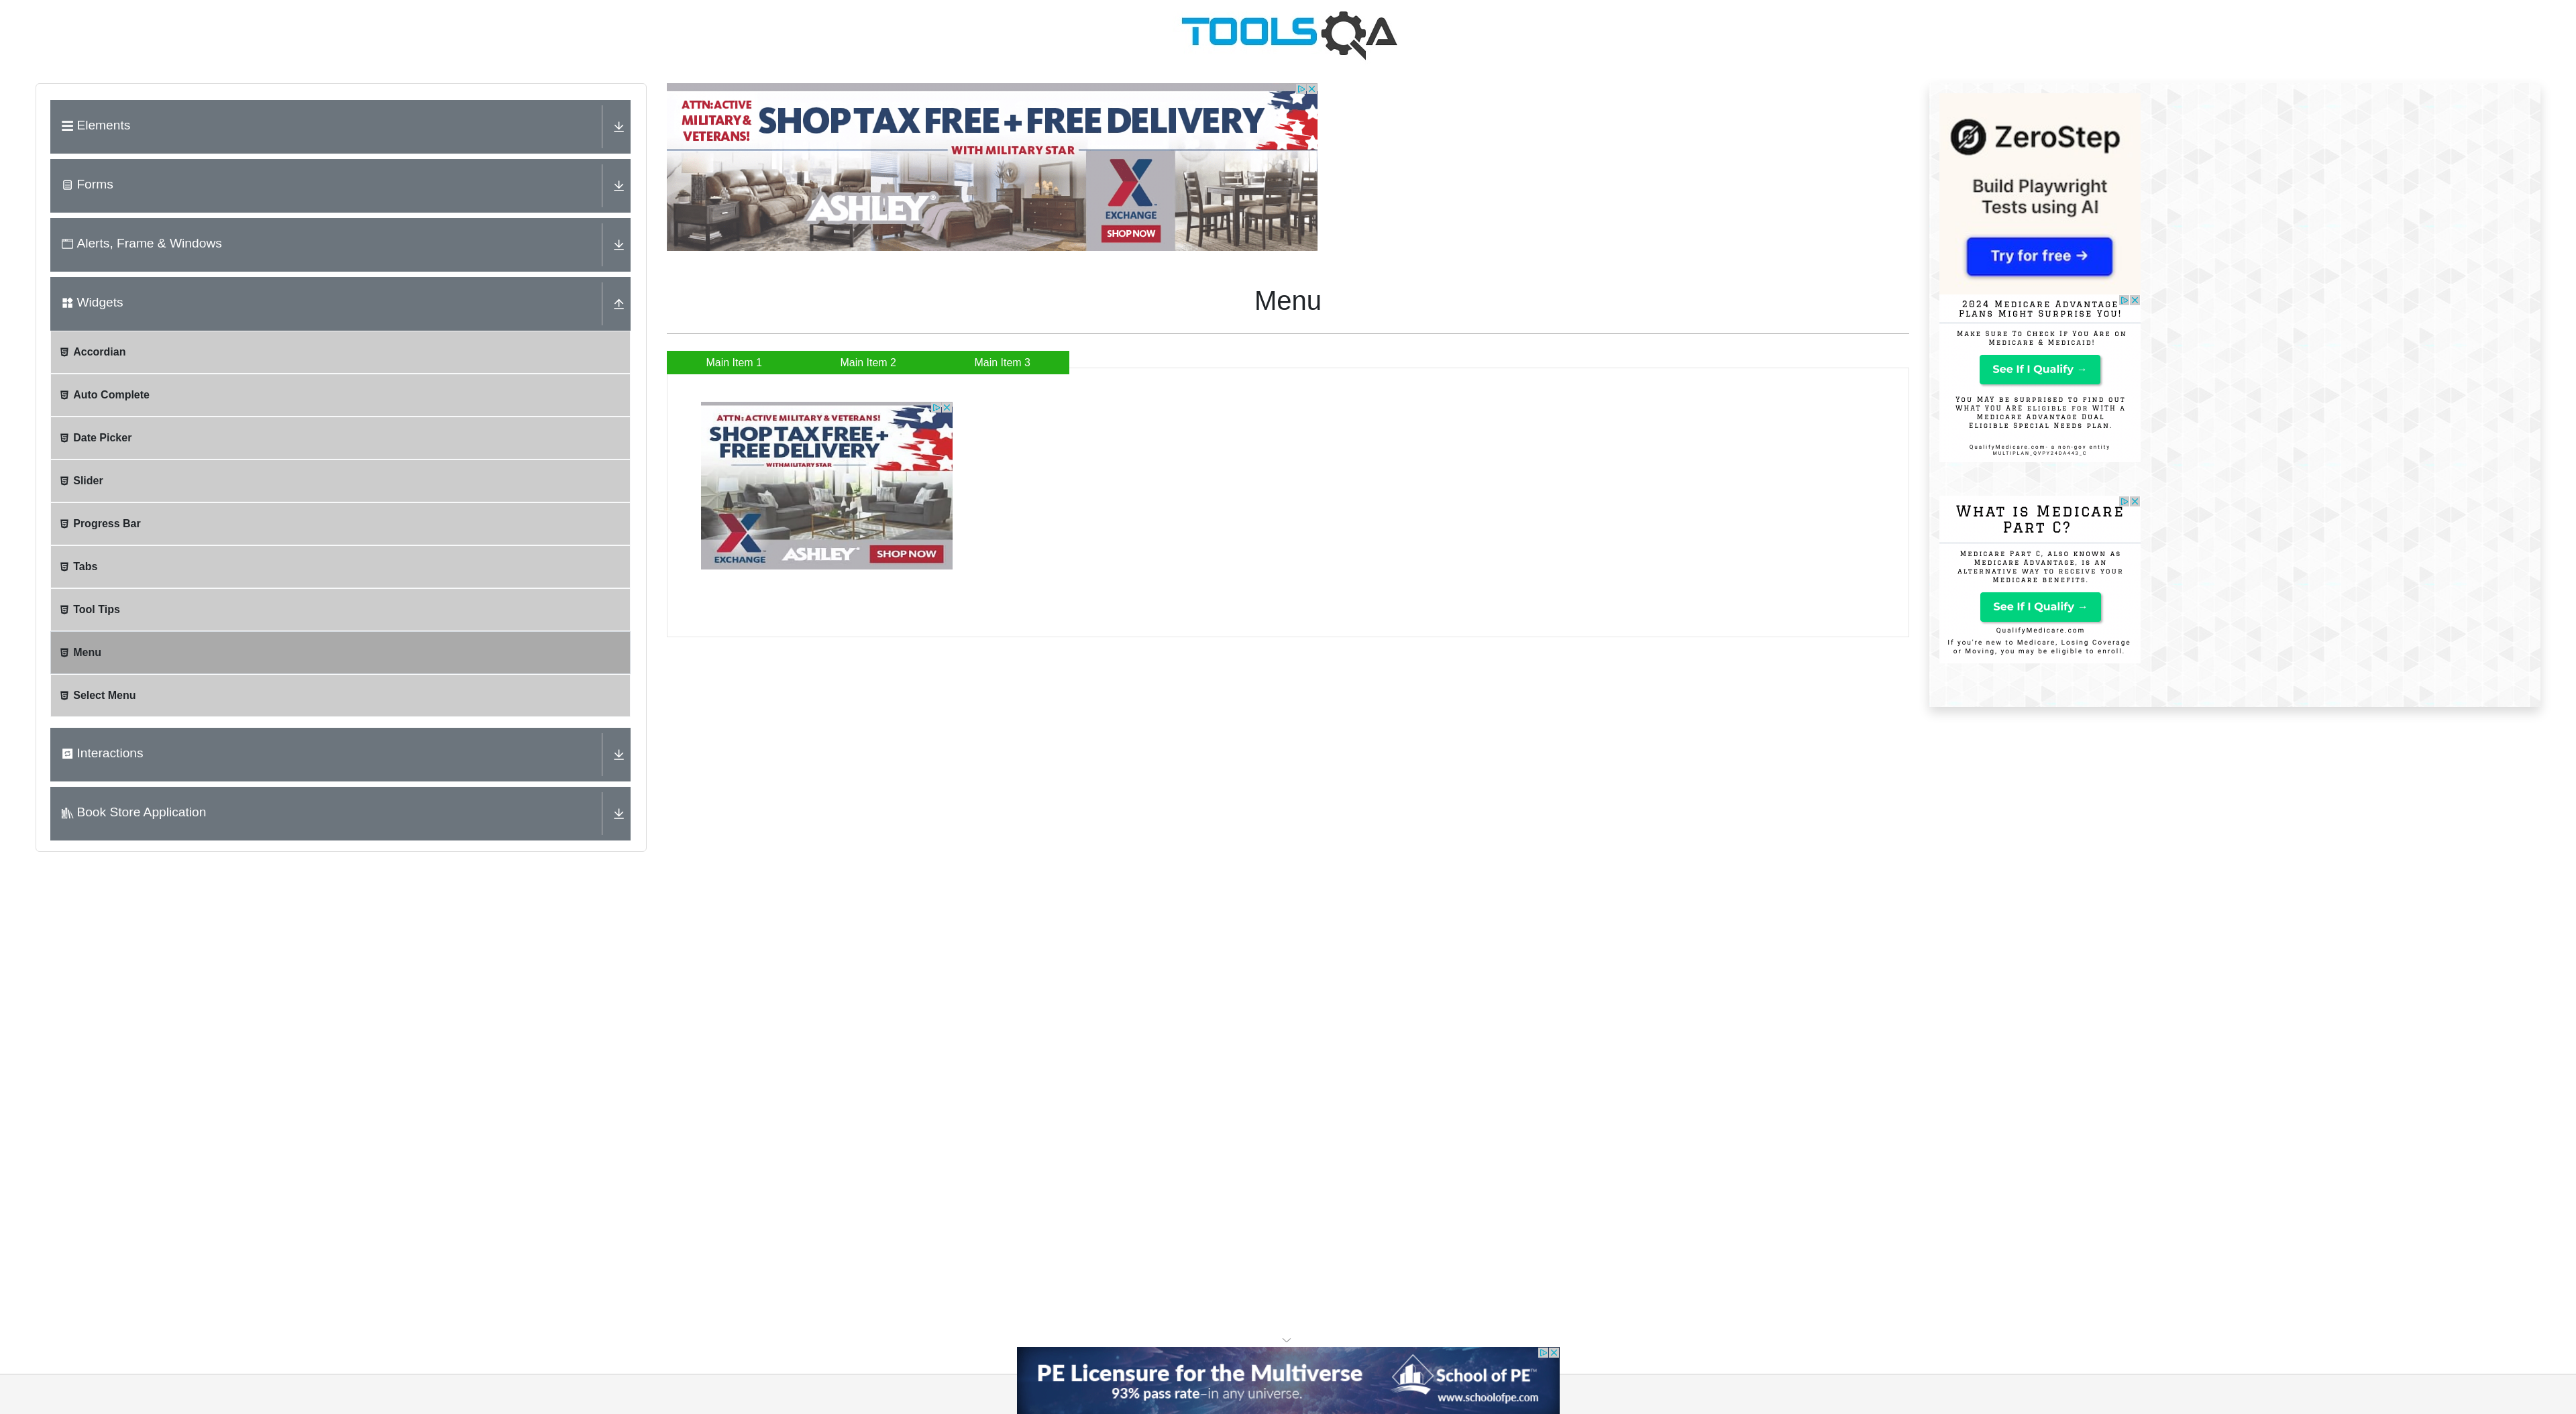 TOOLSQA
Elements
Forms
Alerts, Frame & Windows
Widgets
Accordian
Auto Complete
Date Picker
Slider
Progress Bar
Tabs
Tool Tips
Menu
Select Menu
Interactions
Book Store Application
ATTN: ACTIVE
MILITARY &
VETERANS!
SHOP TAX FREE + FREE DELIVERY
WITH MILITARY STAR
ASHLEY
EXCHANGE
SHOP NOW
Menu
Main Item 1
Main Item 2
Main Item 3
ATTN: ACTIVE MILITARY & VETERANS!
SHOP TAX FREE +
FREE DELIVERY
WITH MILITARY STAR
EXCHANGE
ASHLEY
SHOP NOW
ZeroStep
Build Playwright
Tests using AI
Try for free →
2024 Medicare Advantage
Plans Might Surprise You!
Make Sure To Check If You Are on
Medicare & Medicaid!
See If I Qualify →
You MAY be surprised to find out
what you are eligible for with a
Medicare Advantage Dual
Eligible Special Needs plan.
QualifyMedicare.com- a non-gov entity
MULTIPLAN_QVPY24DA443_C
What is Medicare
Part C?
Medicare Part C, also known as
Medicare Advantage, is an
alternative way to receive your
Medicare benefits.
See If I Qualify →
QualifyMedicare.com
If you're new to Medicare, Losing Coverage
or Moving, you may be eligible to enroll.
PE Licensure for the Multiverse
93% pass rate–in any universe.
School of PE™
www.schoolofpe.com